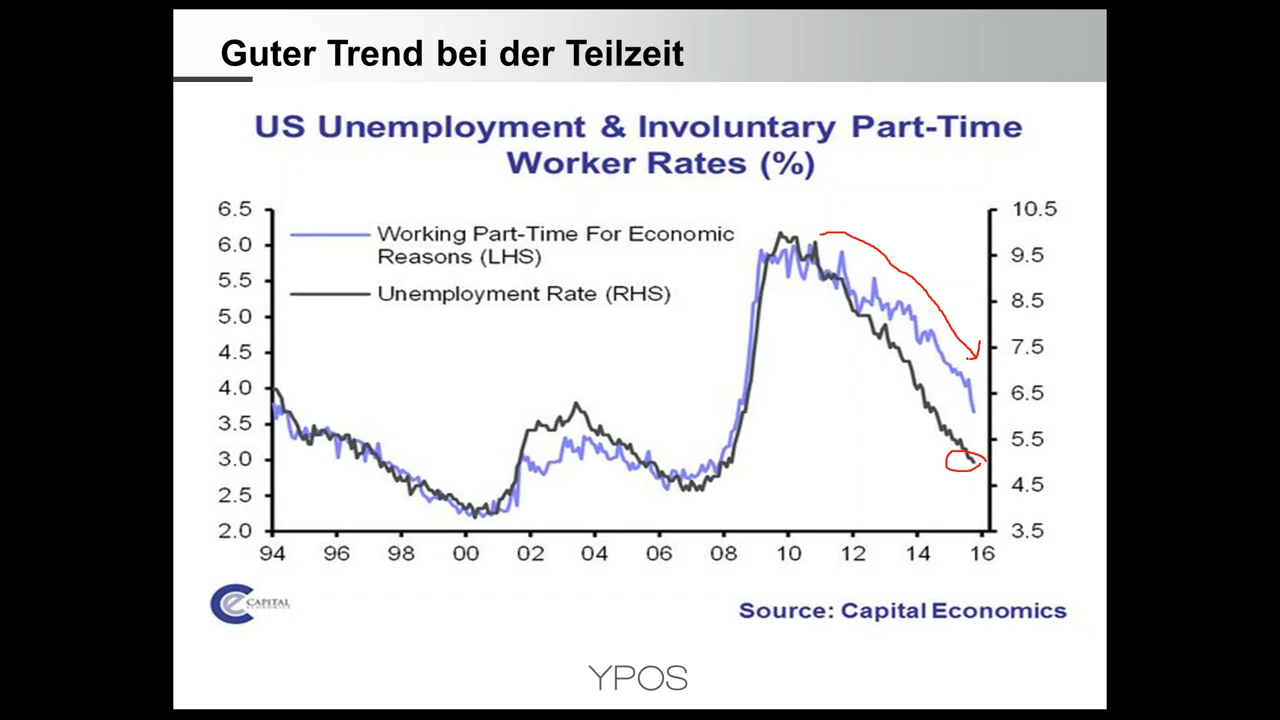 Guter Trend bei der Teilzeit
US Unemployment & Involuntary Part-Time
Worker Rates (%)
6.5
6.0
5.5
5.0
4.5
4.0
3.5
3.0
2.5
2.0
Working Part-Time For Economic
Reasons (LHS)
Unemployment Rate (RHS)
10.5
9.5
8.5
7.5
6.5
5.5
4.5
3.5
94 96 98 00 02 04 06 08 10 12 14 16
CAPITAL
ECONOMICS
Source: Capital Economics
YPOS